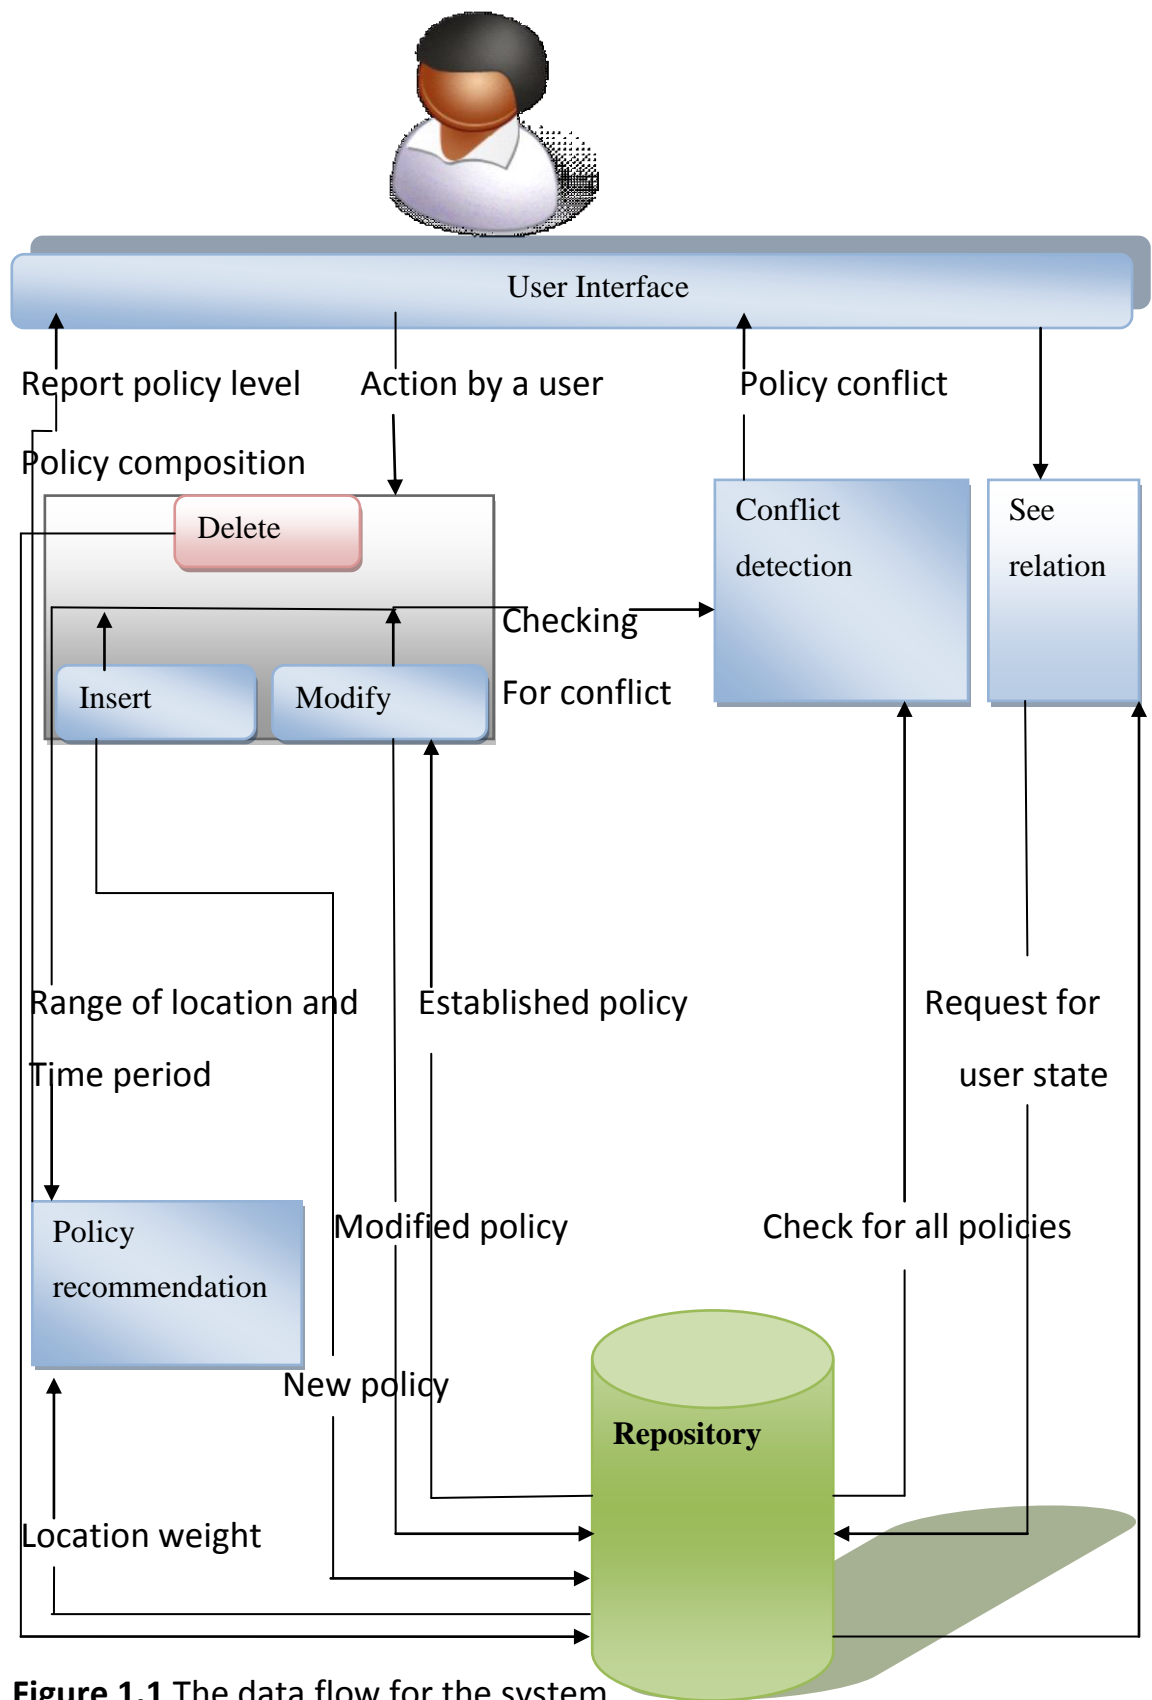 User Interface
Report policy level
Action by a user
Policy conflict
Policy composition
Delete
Conflict
detection
See
relation
Checking
For conflict
Insert
Modify
Range of location and
Time period
Established policy
Request for
user state
Policy
recommendation
Modified policy
Check for all policies
New policy
Repository
Location weight
Figure 1.1 The data flow for the system